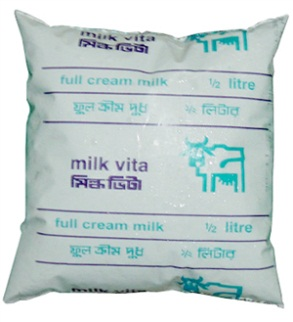 milk vita
মিল্ক ভিটা
full cream milk ½ litre
ফুল ক্রীম দুধ ½ লিটার
milk vita
মিল্ক ভিটা
full cream milk ½ litre
ফুল ক্রীম দুধ ½ লিটার
milk vita